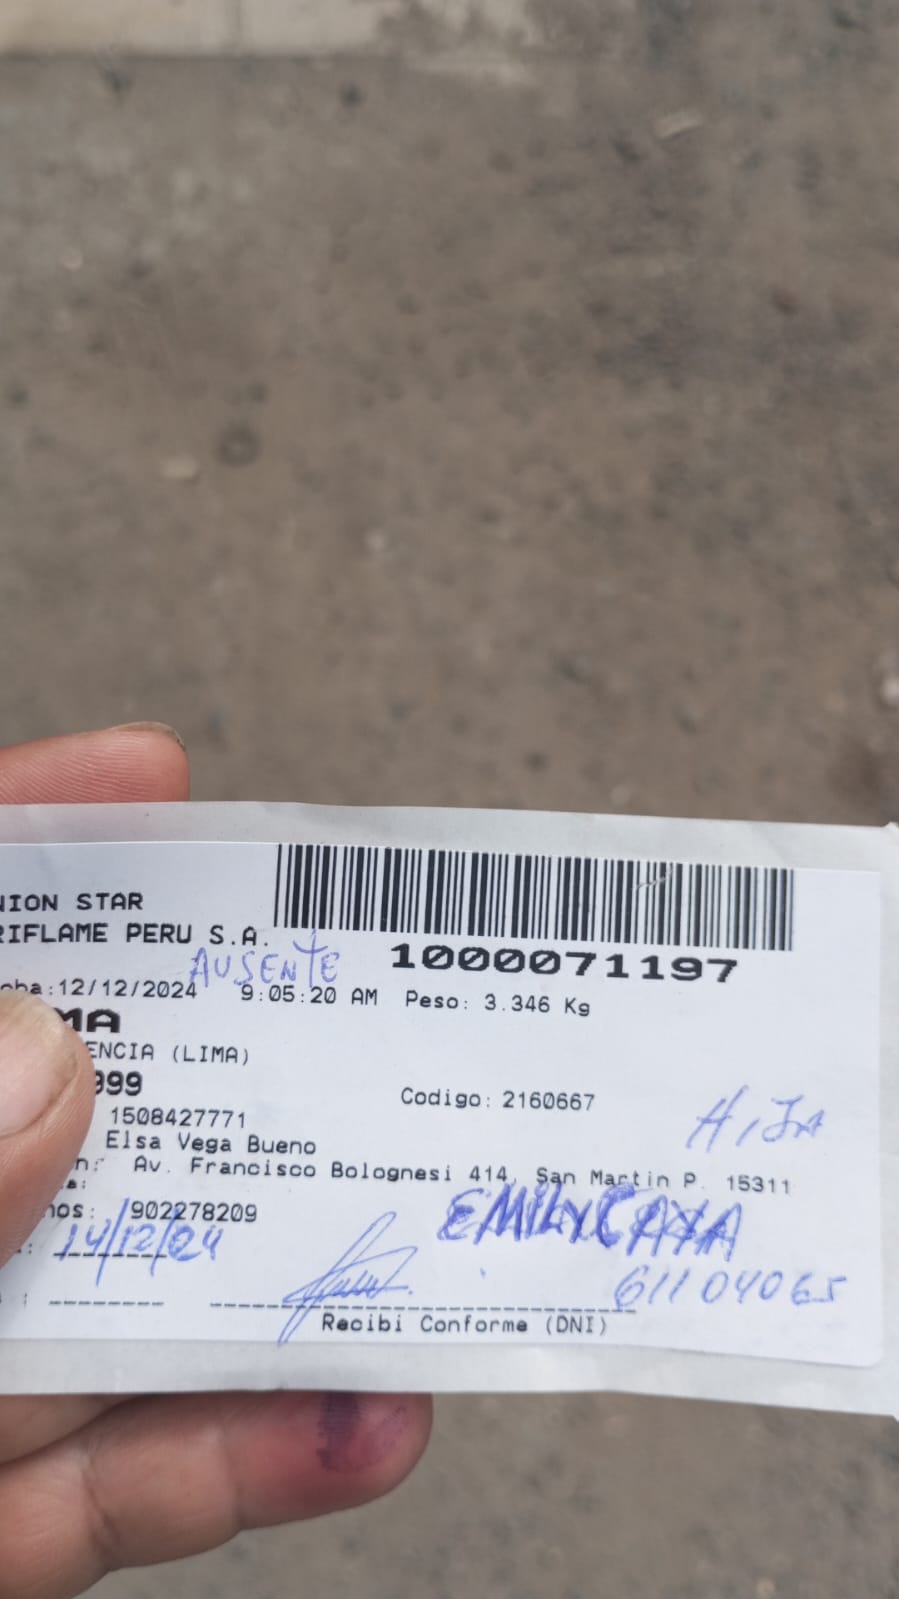 NION STAR
RIFLAME PERU S.A.
1000071197
AUSENTE
cha:12/12/2024 9:05:20 AM Peso: 3.346 Kg
MA
ENCIA (LIMA)
999
Codigo: 2160667
1508427771
HIJA
Elsa Vega Bueno
n: Av. Francisco Bolognesi 414, San Martin P. 15311
a:
nos: 902278209
EMILY CAYA
14/12/24
61104065
Recibi Conforme (DNI)